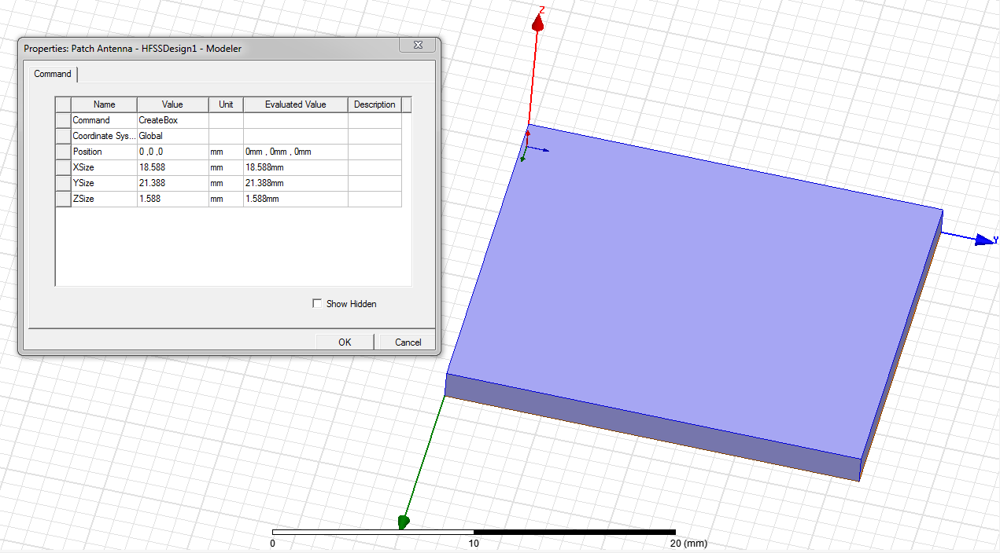 Properties: Patch Antenna - HFSSDesign1 - Modeler
Command
Name Value Unit Evaluated Value Description
Command CreateBox
Coordinate Sys... Global
Position 0 ,0 ,0 mm 0mm , 0mm , 0mm
XSize 18.588 mm 18.588mm
YSize 21.388 mm 21.388mm
ZSize 1.588 mm 1.588mm
Show Hidden
OK Cancel
Z
Y
0 10 20 (mm)